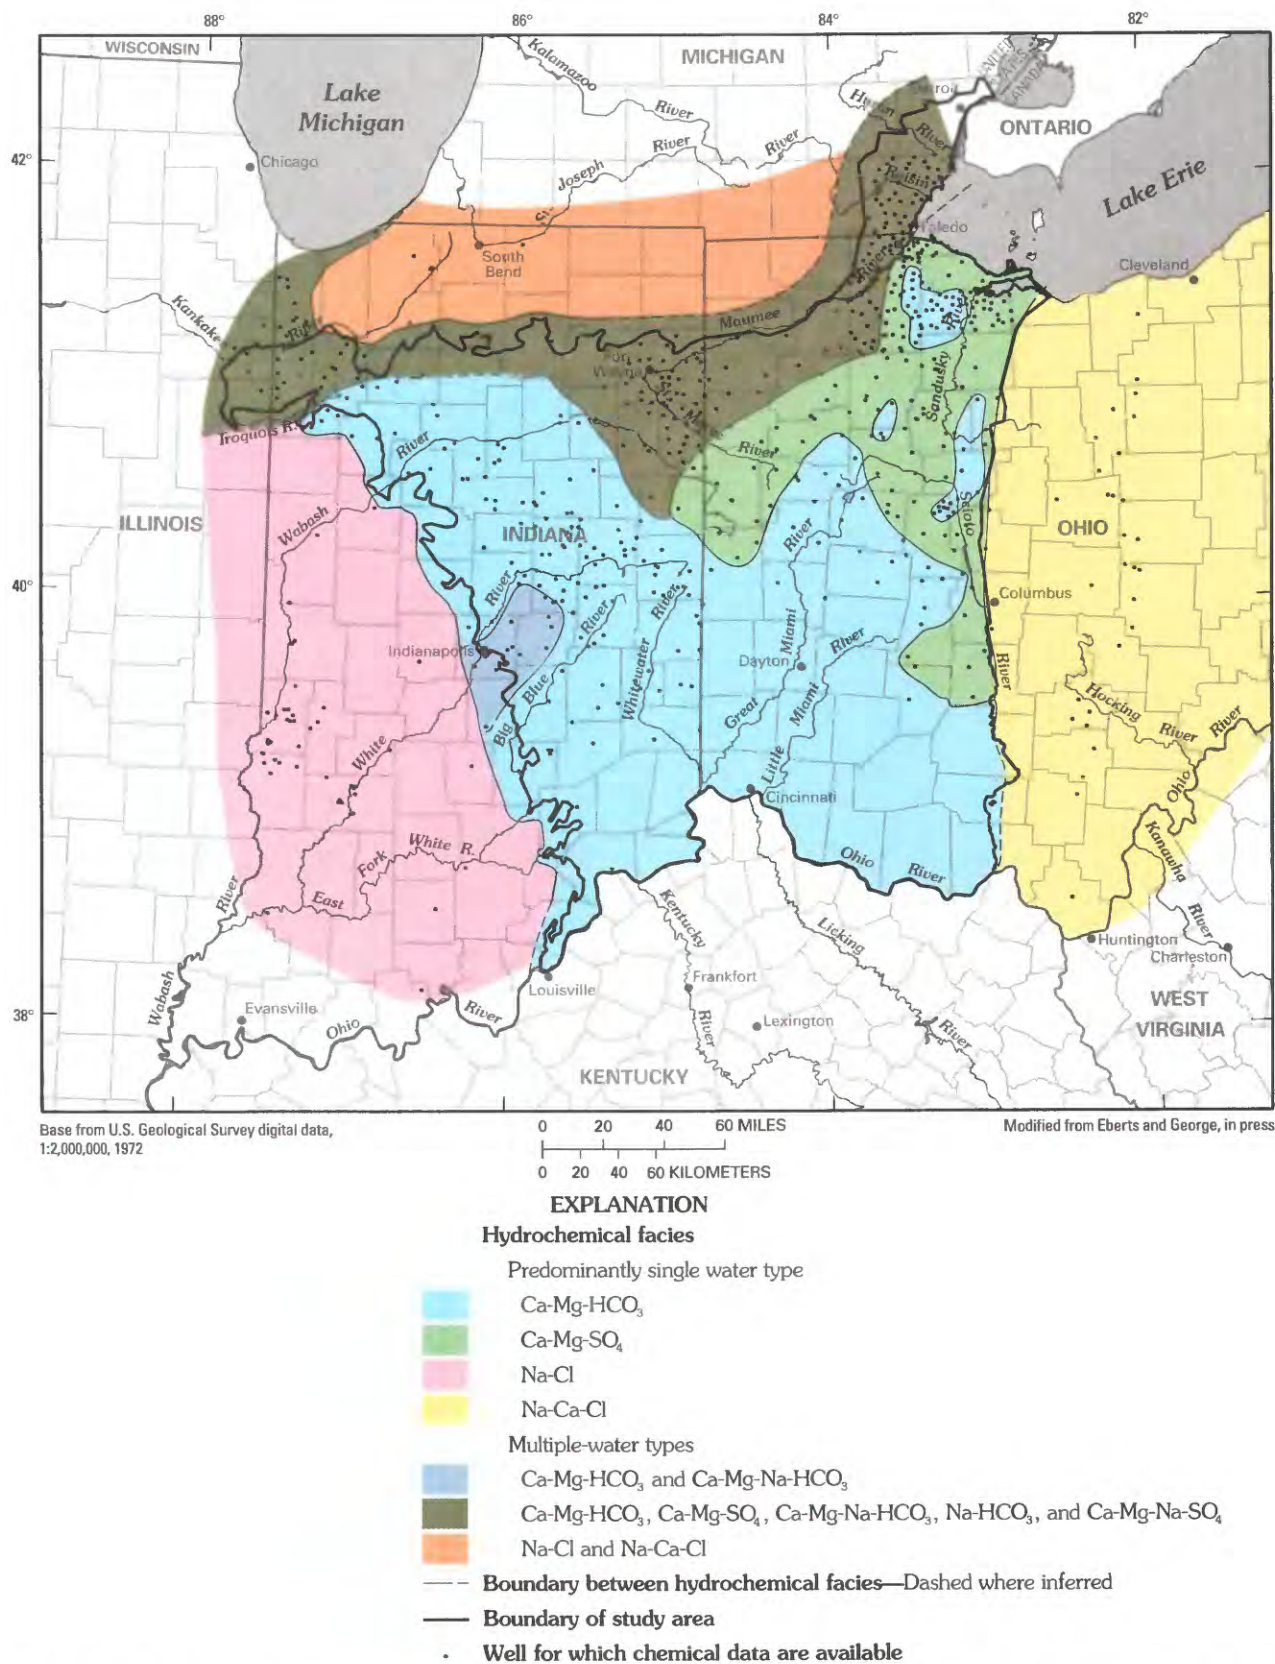 88°
86°
84°
82°
WISCONSIN
MICHIGAN
Kalamazoo
River
Lake
Michigan
Huron
River
ONTARIO
42°
Chicago
St.
Joseph
River
River
Raisin
Lake Erie
Toledo
South
Bend
Cleveland
Kankakee
River
Maumee
River
Fort
Wayne
St.
Marys
River
Sandusky
River
Iroquois R.
River
Wabash
ILLINOIS
INDIANA
OHIO
Scioto
River
40°
River
River
River
Columbus
Indianapolis
Big
Blue
Whitewater
Dayton
Miami
River
Great
Miami
Little
River
Hocking
River
River
Ohio
White
Cincinnati
White R.
Fork
East
River
Ohio
River
Kanawha
River
Kentucky
River
Licking
River
Huntington
Charleston
Wabash
Louisville
Frankfort
Evansville
Ohio
River
Lexington
WEST
VIRGINIA
38°
KENTUCKY
Base from U.S. Geological Survey digital data,
1:2,000,000, 1972
0 20 40 60 MILES
0 20 40 60 KILOMETERS
Modified from Eberts and George, in press
EXPLANATION
Hydrochemical facies
Predominantly single water type
Ca-Mg-HCO₃
Ca-Mg-SO₄
Na-Cl
Na-Ca-Cl
Multiple-water types
Ca-Mg-HCO₃ and Ca-Mg-Na-HCO₃
Ca-Mg-HCO₃, Ca-Mg-SO₄, Ca-Mg-Na-HCO₃, Na-HCO₃, and Ca-Mg-Na-SO₄
Na-Cl and Na-Ca-Cl
Boundary between hydrochemical facies—Dashed where inferred
Boundary of study area
Well for which chemical data are available